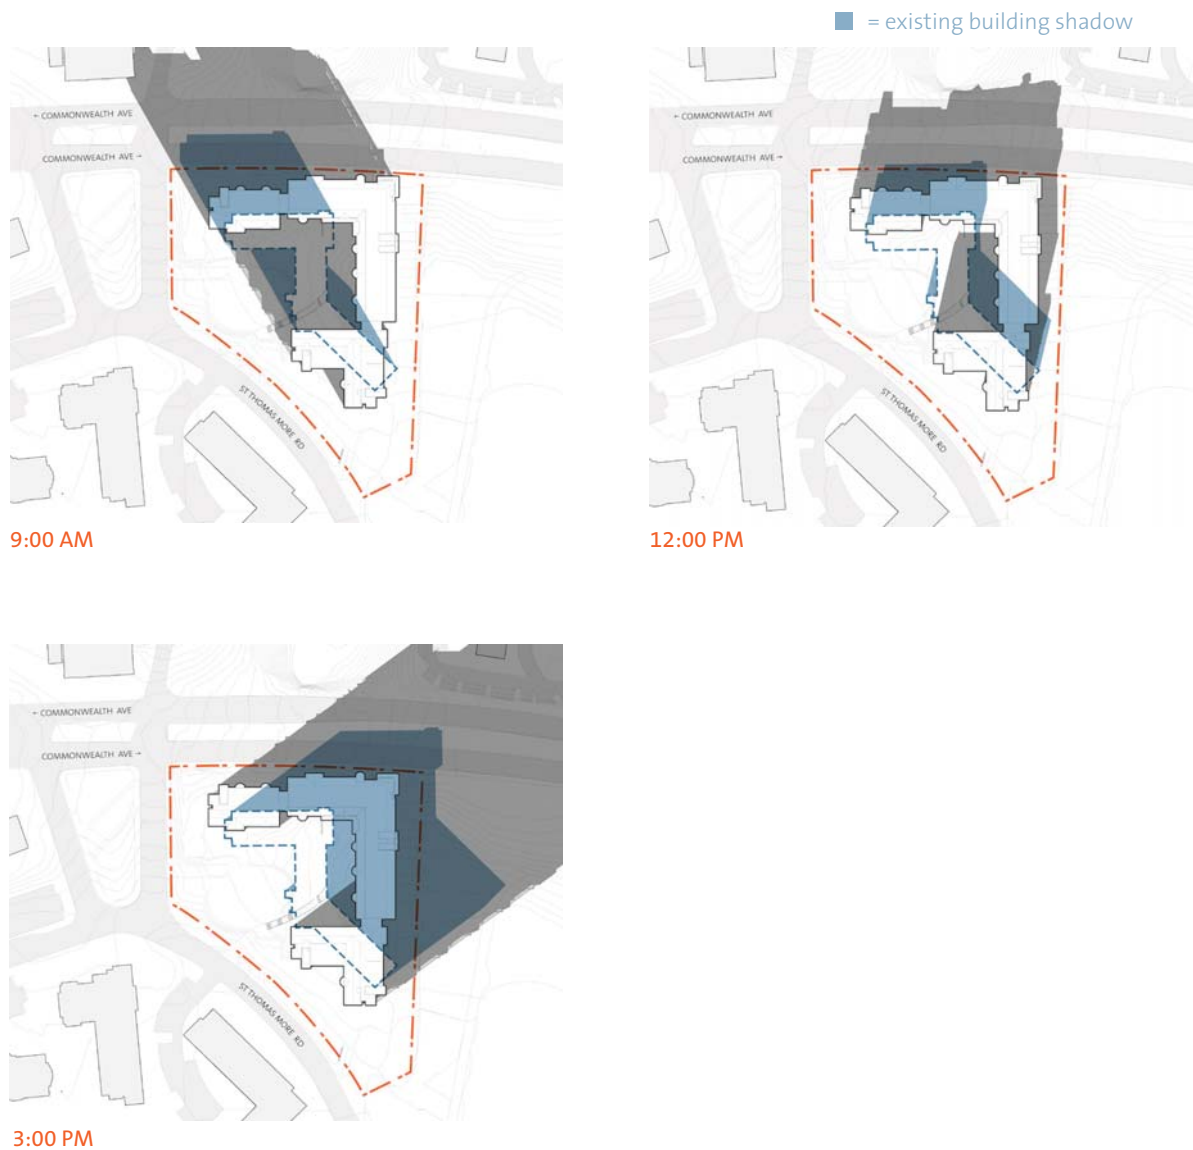 = existing building shadow
← COMMONWEALTH AVE
COMMONWEALTH AVE →
ST THOMAS MORE RD
9:00 AM
← COMMONWEALTH AVE
COMMONWEALTH AVE →
ST THOMAS MORE RD
12:00 PM
← COMMONWEALTH AVE
COMMONWEALTH AVE →
ST THOMAS MORE RD
3:00 PM